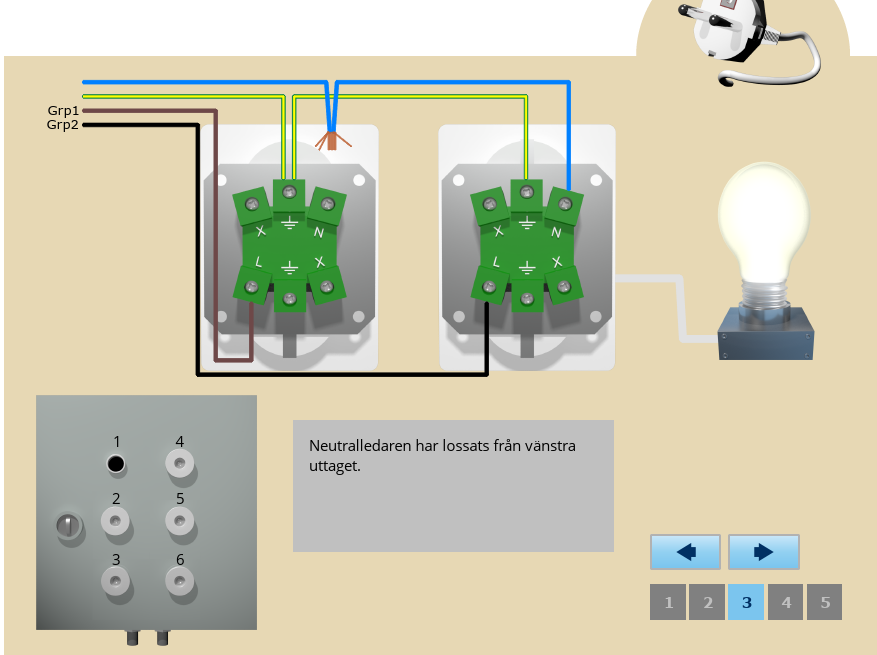 Grp1
Grp2
X
N
L
X
X
N
L
X
1
4
2
5
3
6
Neutralledaren har lossats från vänstra
uttaget.
1 2 3 4 5